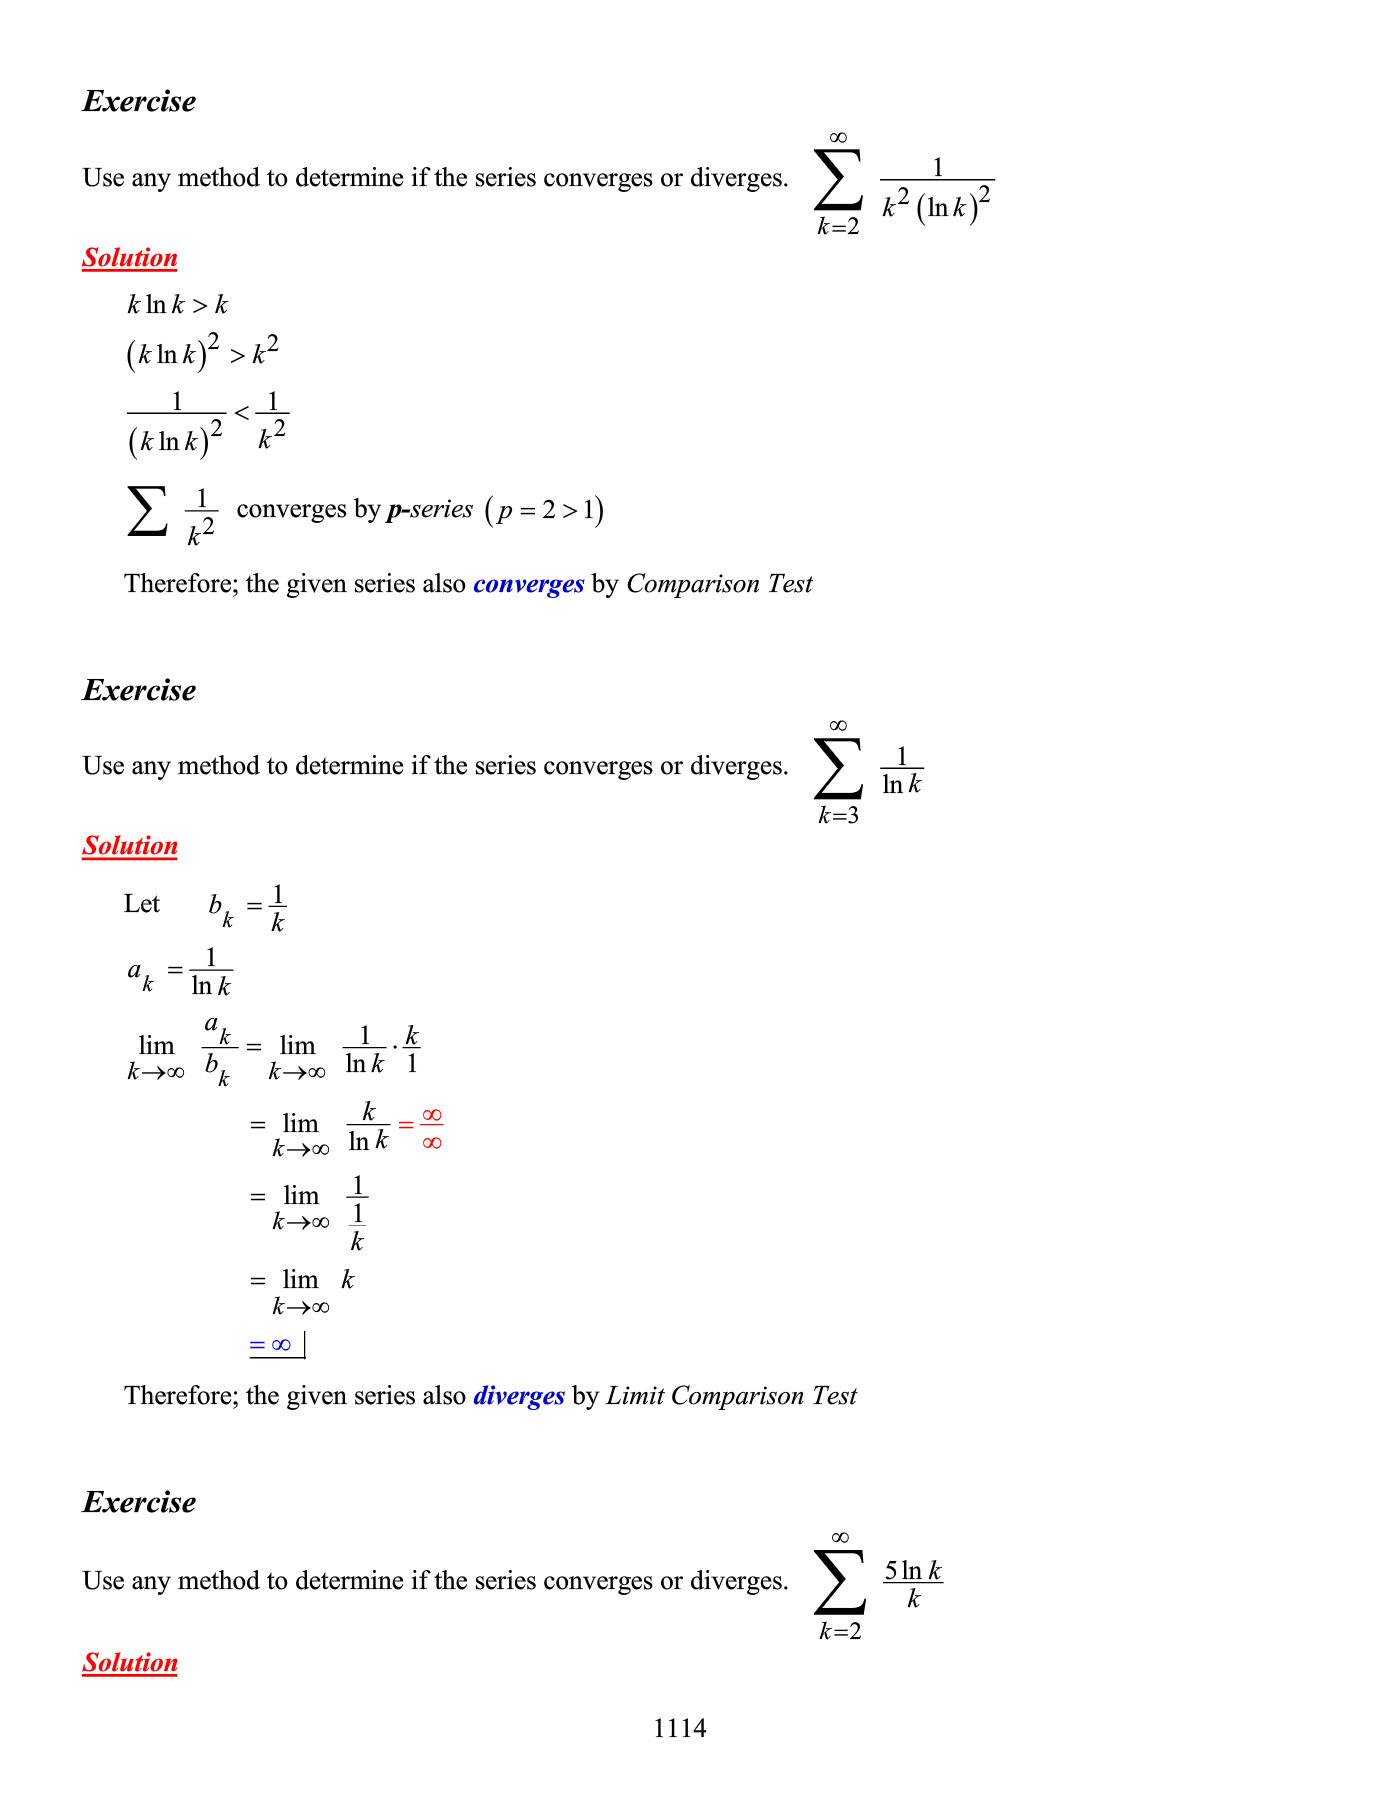 Exercise
Use any method to determine if the series converges or diverges. $\sum_{k=2}^{\infty} \frac{1}{k^2 (\ln k)^2}$
Solution
$k \ln k > k$
$(k \ln k)^2 > k^2$
$\frac{1}{(k \ln k)^2} < \frac{1}{k^2}$
$\sum \frac{1}{k^2}$ converges by p-series $(p = 2 > 1)$
Therefore; the given series also converges by Comparison Test
Exercise
Use any method to determine if the series converges or diverges. $\sum_{k=3}^{\infty} \frac{1}{\ln k}$
Solution
Let $b_k = \frac{1}{k}$
$a_k = \frac{1}{\ln k}$
$\lim_{k \to \infty} \frac{a_k}{b_k} = \lim_{k \to \infty} \frac{1}{\ln k} \cdot \frac{k}{1}$
$= \lim_{k \to \infty} \frac{k}{\ln k} = \frac{\infty}{\infty}$
$= \lim_{k \to \infty} \frac{1}{\frac{1}{k}}$
$= \lim_{k \to \infty} k$
$= \infty$
Therefore; the given series also diverges by Limit Comparison Test
Exercise
Use any method to determine if the series converges or diverges. $\sum_{k=2}^{\infty} \frac{5 \ln k}{k}$
Solution
1114